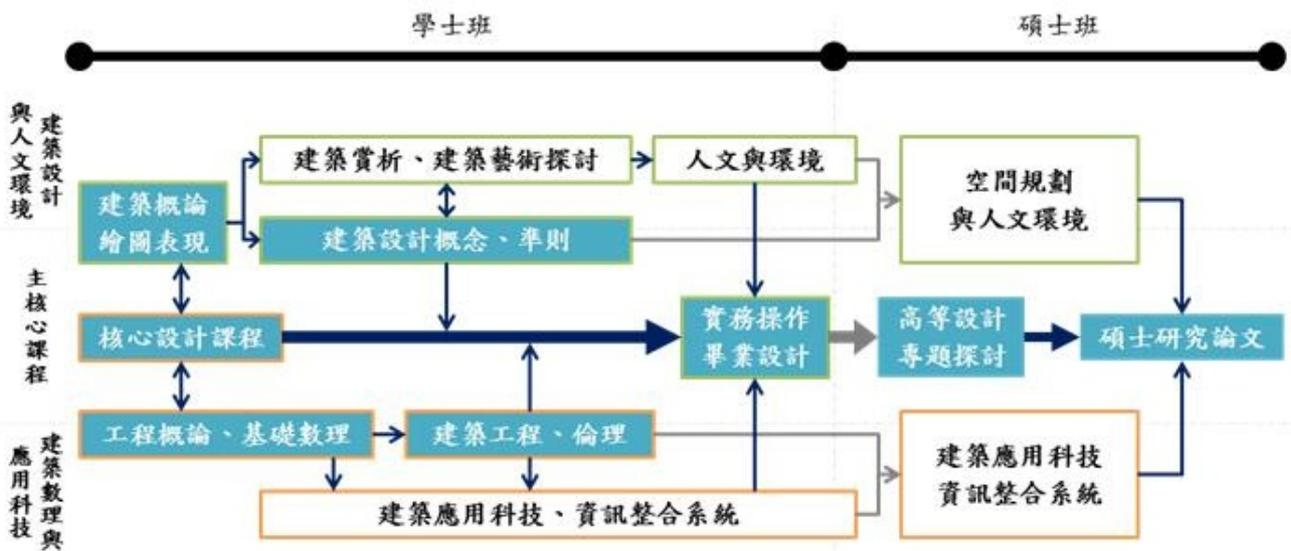 學士班
碩士班
建築設計
與人文環境
建築賞析、建築藝術探討
人文與環境
空間規劃
與人文環境
建築概論
繪圖表現
建築設計概念、準則
主核心課程
核心設計課程
實務操作
畢業設計
高等設計
專題探討
碩士研究論文
建築數理與
應用科技
工程概論、基礎數理
建築工程、倫理
建築應用科技
資訊整合系統
建築應用科技、資訊整合系統